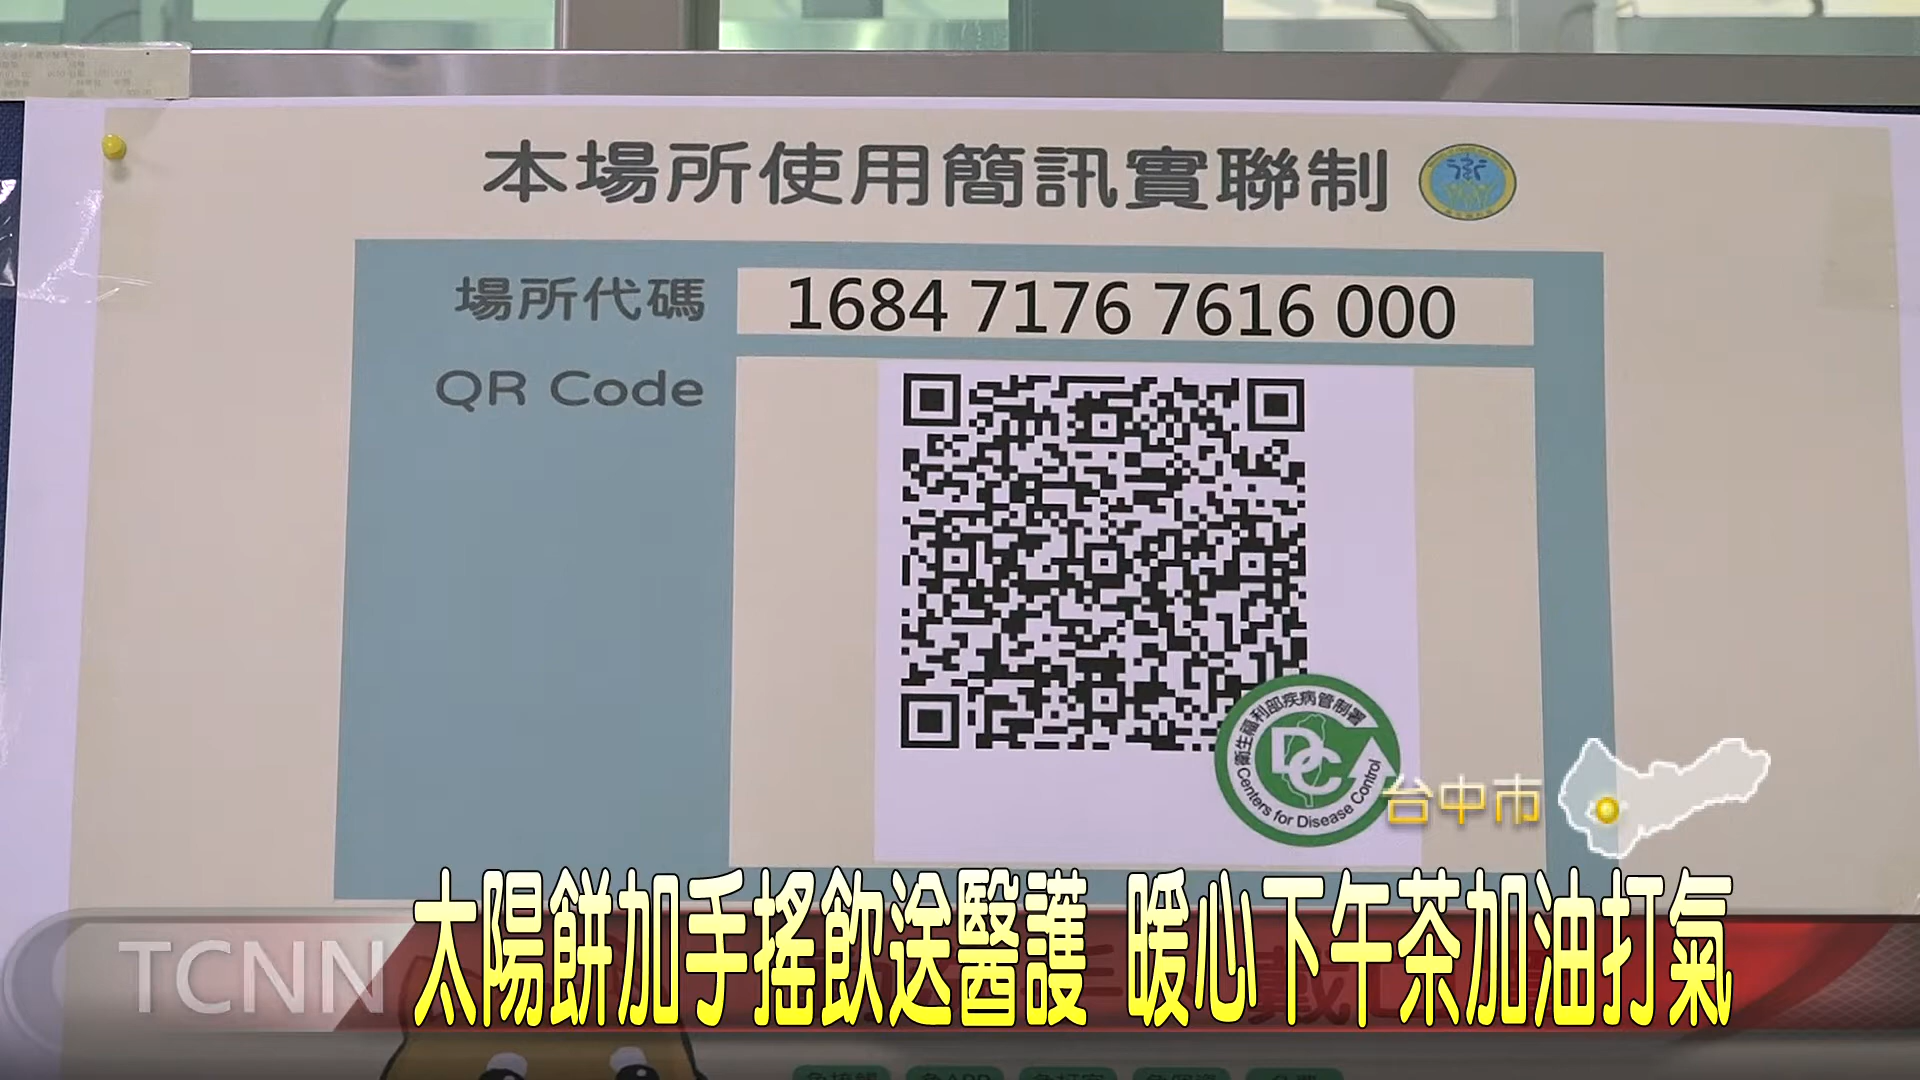 本場所使用簡訊實聯制
場所代碼 1684 7176 7616 000
QR Code
衛生福利部疾病管制署
DC
Centers for Disease Control
台中市
太陽餅加手搖飲送醫護 暖心下午茶加油打氣
TCNN